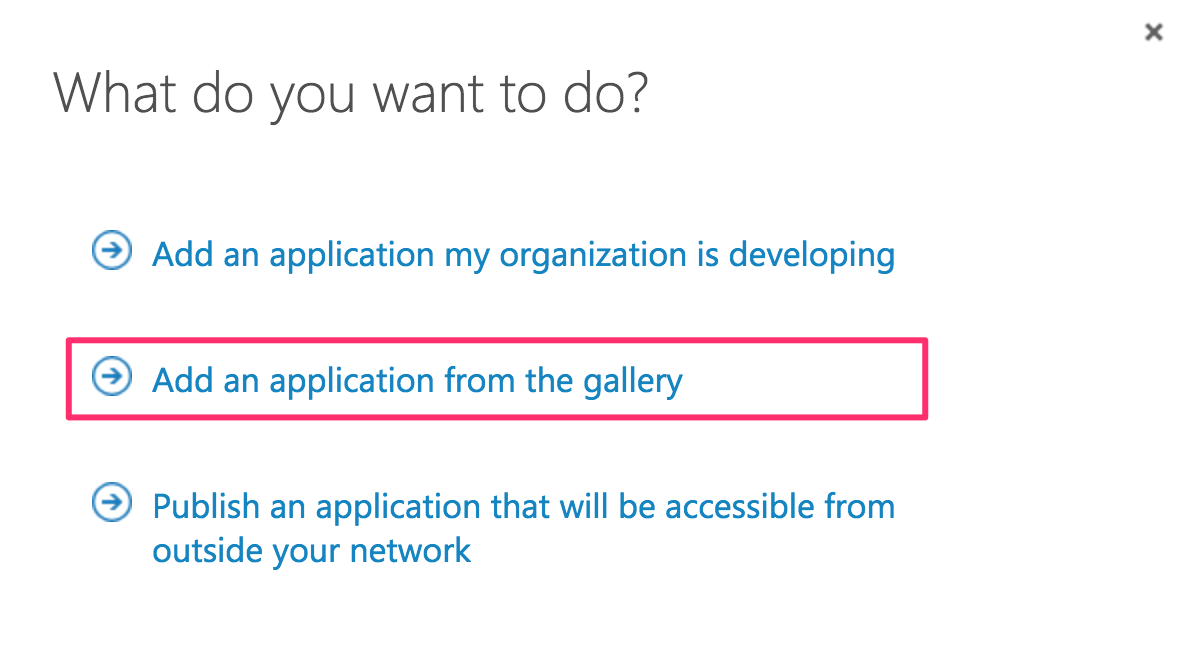 What do you want to do?
Add an application my organization is developing
Add an application from the gallery
Publish an application that will be accessible from
outside your network